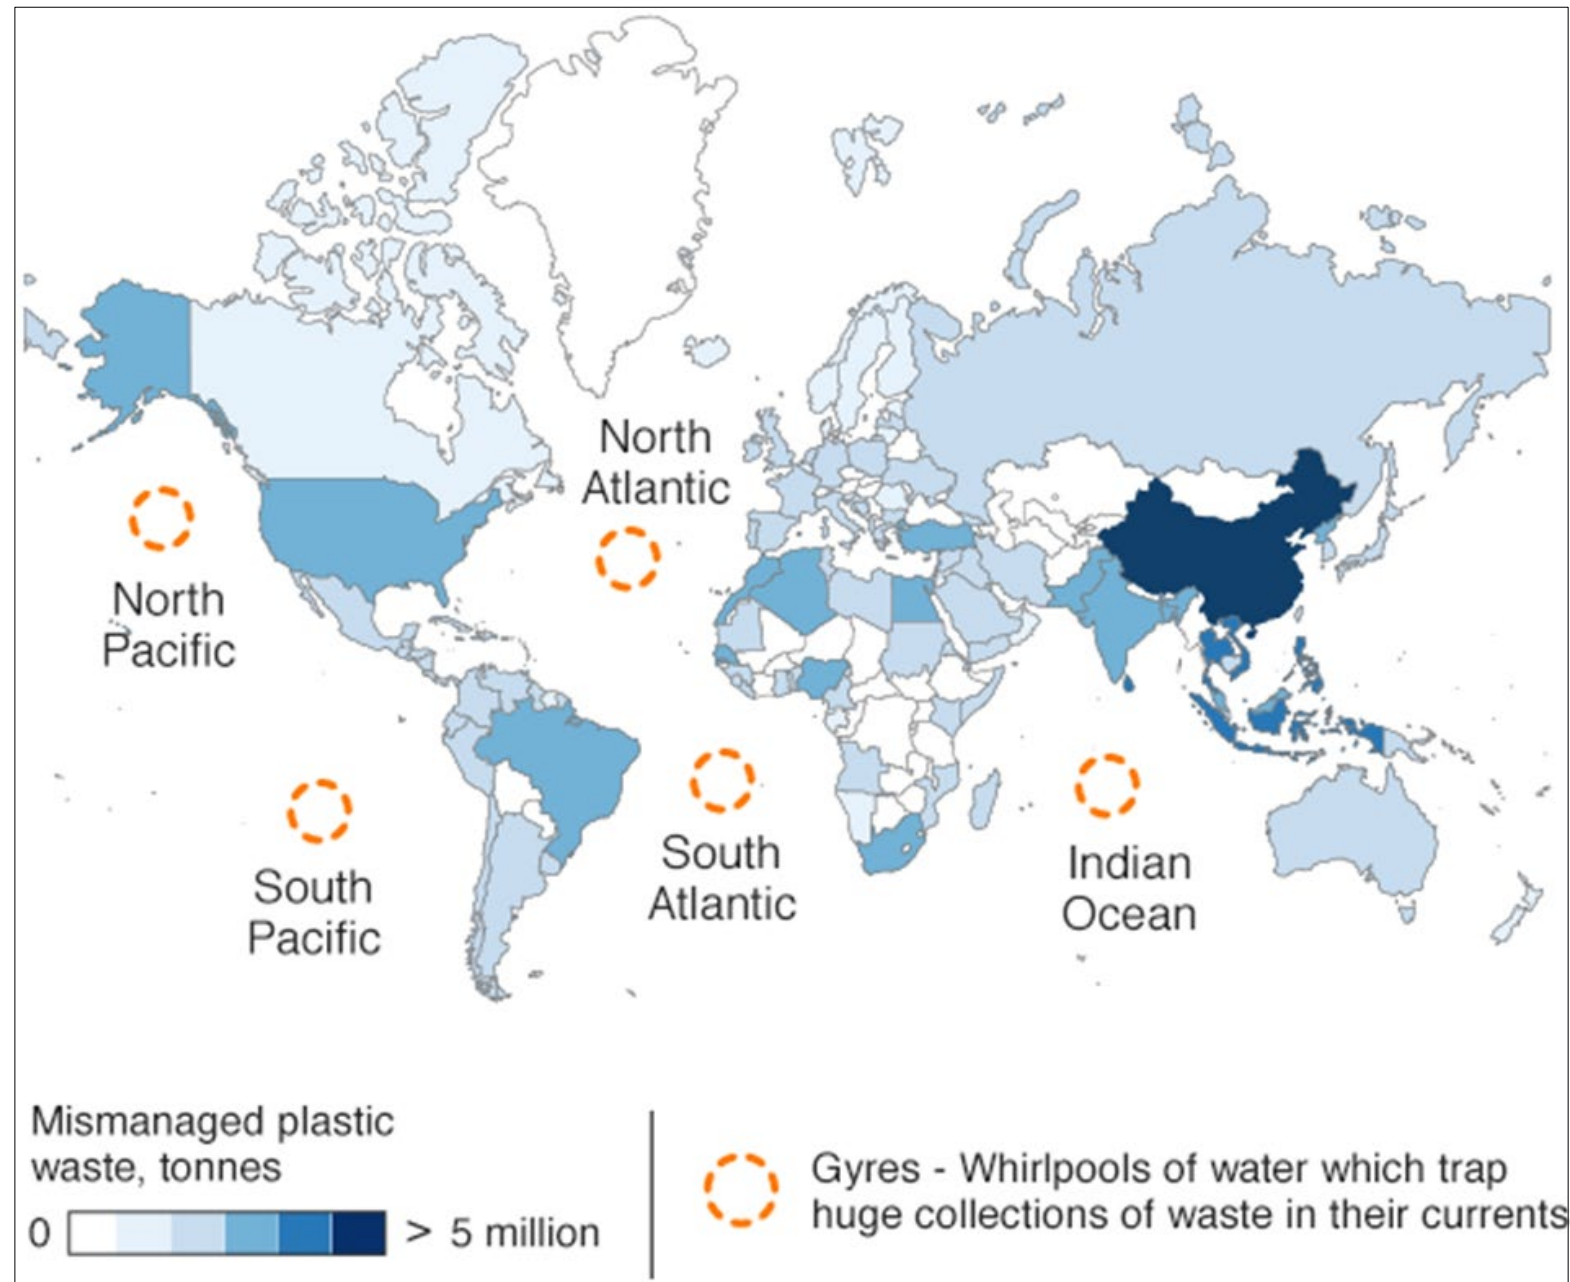 North
Atlantic
North
Pacific
South
Pacific
South
Atlantic
Indian
Ocean
Mismanaged plastic
waste, tonnes
0
> 5 million
Gyres - Whirlpools of water which trap
huge collections of waste in their currents